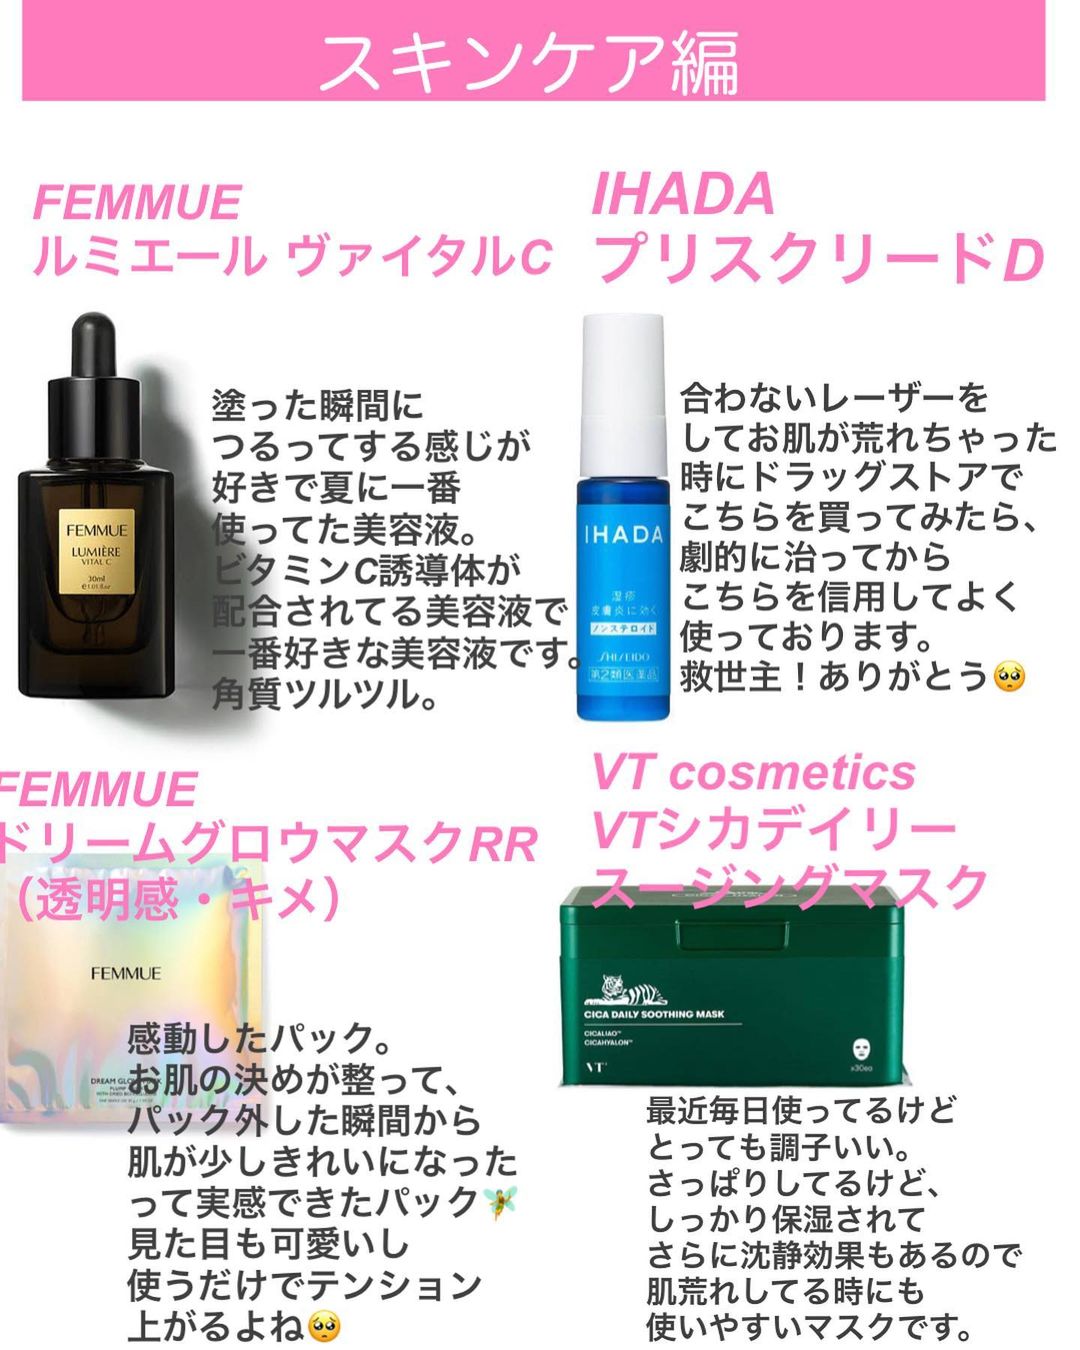 スキンケア編
FEMMUE
ルミエール ヴァイタルC
FEMMUE
LUMIÈRE
VITAL C
30ml
塗った瞬間に
つるってする感じが
好きで夏に一番
使ってた美容液。
ビタミンC誘導体が
配合されてる美容液で
一番好きな美容液です。
角質ツルツル。
IHADA
プリスクリードD
IHADA
湿疹
皮膚炎に効く
ノンステロイド
SHISEIDO
第2類医薬品
合わないレーザーを
してお肌が荒れちゃった
時にドラッグストアで
こちらを買ってみたら、
劇的に治ってから
こちらを信用してよく
使っております。
救世主！ありがとう🥺
FEMMUE
ドリームグロウマスクRR
（透明感・キメ）
FEMMUE
DREAM GLOW
感動したパック。
お肌の決めが整って、
パック外した瞬間から
肌が少しきれいになった
って実感できたパック🧚
見た目も可愛いし
使うだけでテンション
上がるよね🥺
VT cosmetics
VTシカデイリー
スージングマスク
CICA DAILY SOOTHING MASK
CICALIAO™
CICAHYALON™
VT
x30ea
最近毎日使ってるけど
とっても調子いい。
さっぱりしてるけど、
しっかり保湿されて
さらに沈静効果もあるので
肌荒れしてる時にも
使いやすいマスクです。